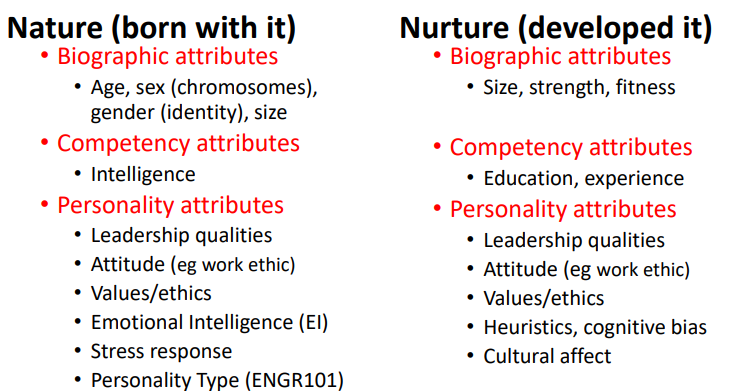 Nature (born with it)
• Biographic attributes
• Age, sex (chromosomes),
gender (identity), size
• Competency attributes
• Intelligence
• Personality attributes
• Leadership qualities
• Attitude (eg work ethic)
• Values/ethics
• Emotional Intelligence (EI)
• Stress response
• Personality Type (ENGR101)
Nurture (developed it)
• Biographic attributes
• Size, strength, fitness
• Competency attributes
• Education, experience
• Personality attributes
• Leadership qualities
• Attitude (eg work ethic)
• Values/ethics
• Heuristics, cognitive bias
• Cultural affect